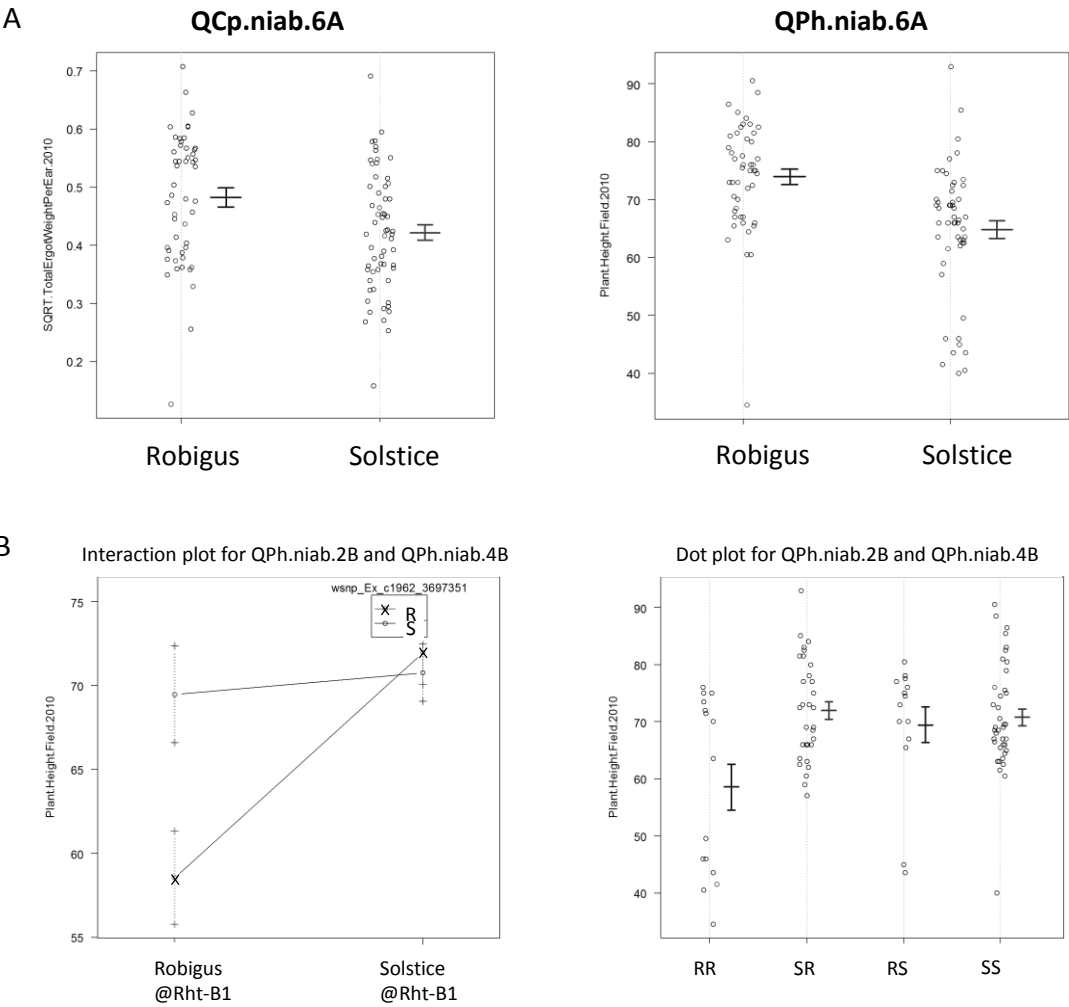 A
QCp.niab.6A
QPh.niab.6A
SQRT.TotalErgotWeightPerEar.2010
0.7
0.6
0.5
0.4
0.3
0.2
Robigus
Solstice
Plant.Height.Field.2010
90
80
70
60
50
40
Robigus
Solstice
B
Interaction plot for QPh.niab.2B and QPh.niab.4B
Dot plot for QPh.niab.2B and QPh.niab.4B
wsnp_Ex_c1962_3697351
R
S
Plant.Height.Field.2010
75
70
65
60
55
Robigus
@Rht-B1
Solstice
@Rht-B1
Plant.Height.Field.2010
90
80
70
60
50
40
RR
SR
RS
SS